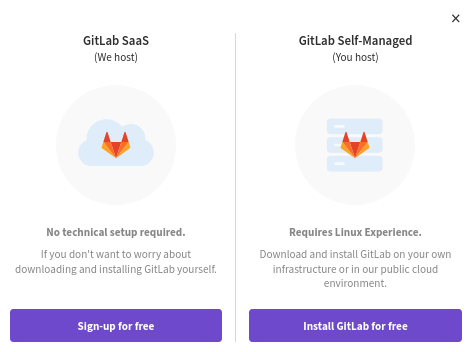 GitLab SaaS
(We host)
No technical setup required.
If you don't want to worry about
downloading and installing GitLab yourself.
Sign-up for free
GitLab Self-Managed
(You host)
Requires Linux Experience.
Download and install GitLab on your own
infrastructure or in our public cloud
environment.
Install GitLab for free